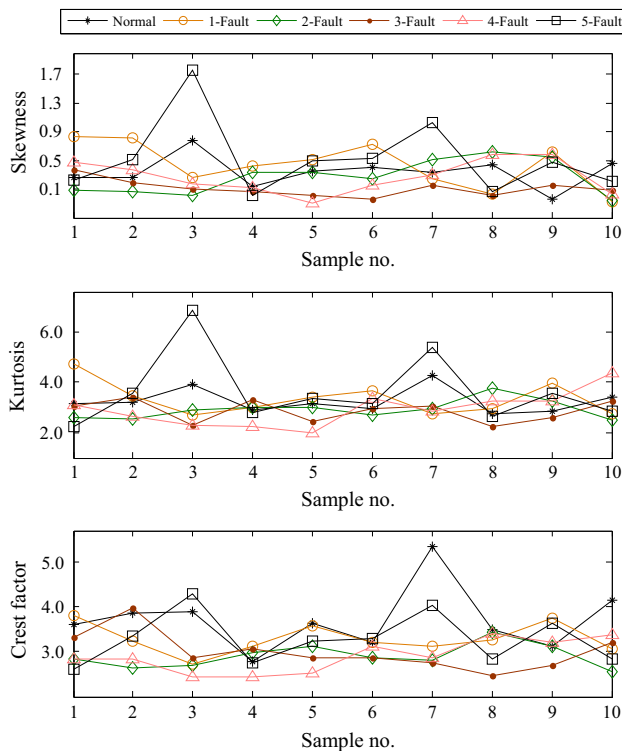 Normal 1-Fault 2-Fault 3-Fault 4-Fault 5-Fault
Skewness
1.7
1.3
0.9
0.5
0.1
1 2 3 4 5 6 7 8 9 10
Sample no.
Kurtosis
6.0
4.0
2.0
1 2 3 4 5 6 7 8 9 10
Sample no.
Crest factor
5.0
4.0
3.0
1 2 3 4 5 6 7 8 9 10
Sample no.